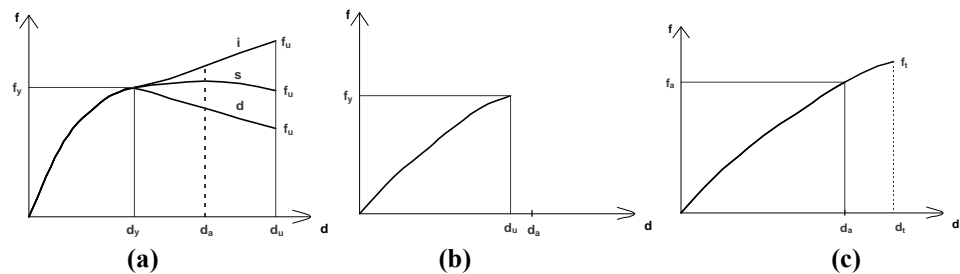 f
i
f_u
s
f_y
f_u
d
f_u
d_y
d_a
d_u
d
(a)
f
f_y
d_u
d_a
d
(b)
f
f_t
f_a
d_a
d_t
d
(c)